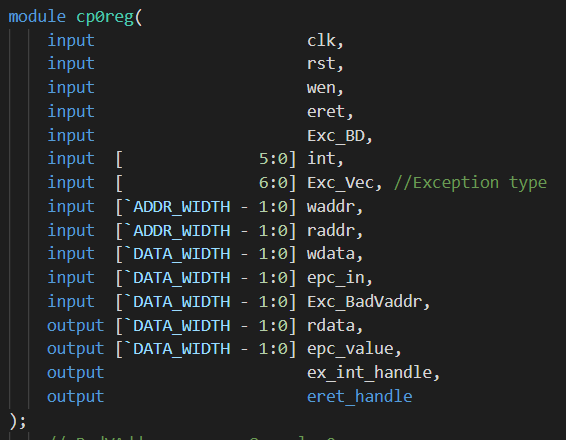 module cp0reg(
    input                     clk,
    input                     rst,
    input                     wen,
    input                     eret,
    input                     Exc_BD,
    input  [             5:0] int,
    input  [             6:0] Exc_Vec, //Exception type
    input  [`ADDR_WIDTH - 1:0] waddr,
    input  [`ADDR_WIDTH - 1:0] raddr,
    input  [`DATA_WIDTH - 1:0] wdata,
    input  [`DATA_WIDTH - 1:0] epc_in,
    input  [`DATA_WIDTH - 1:0] Exc_BadVaddr,
    output [`DATA_WIDTH - 1:0] rdata,
    output [`DATA_WIDTH - 1:0] epc_value,
    output                    ex_int_handle,
    output                    eret_handle
);